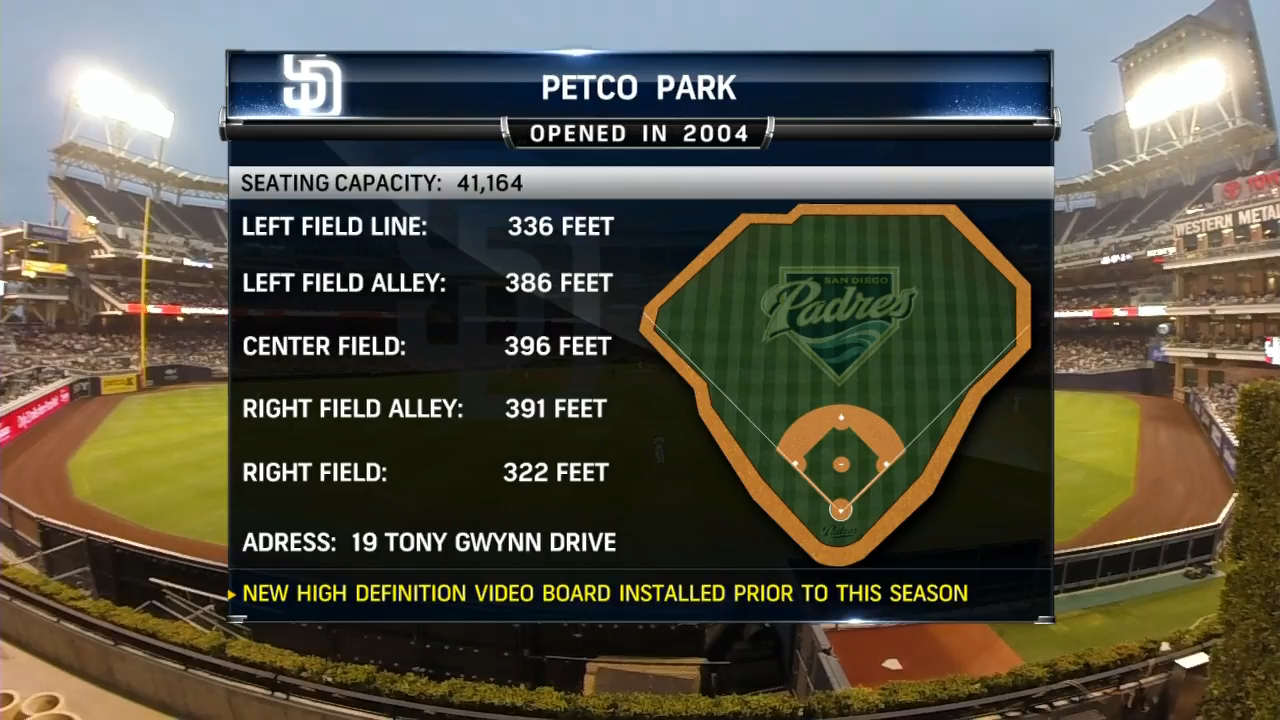 SD
PETCO PARK
OPENED IN 2004
SEATING CAPACITY: 41,164
LEFT FIELD LINE: 336 FEET
LEFT FIELD ALLEY: 386 FEET
CENTER FIELD: 396 FEET
RIGHT FIELD ALLEY: 391 FEET
RIGHT FIELD: 322 FEET
ADRESS: 19 TONY GWYNN DRIVE
NEW HIGH DEFINITION VIDEO BOARD INSTALLED PRIOR TO THIS SEASON
SAN DIEGO
Padres
Padres
WESTERN METAL